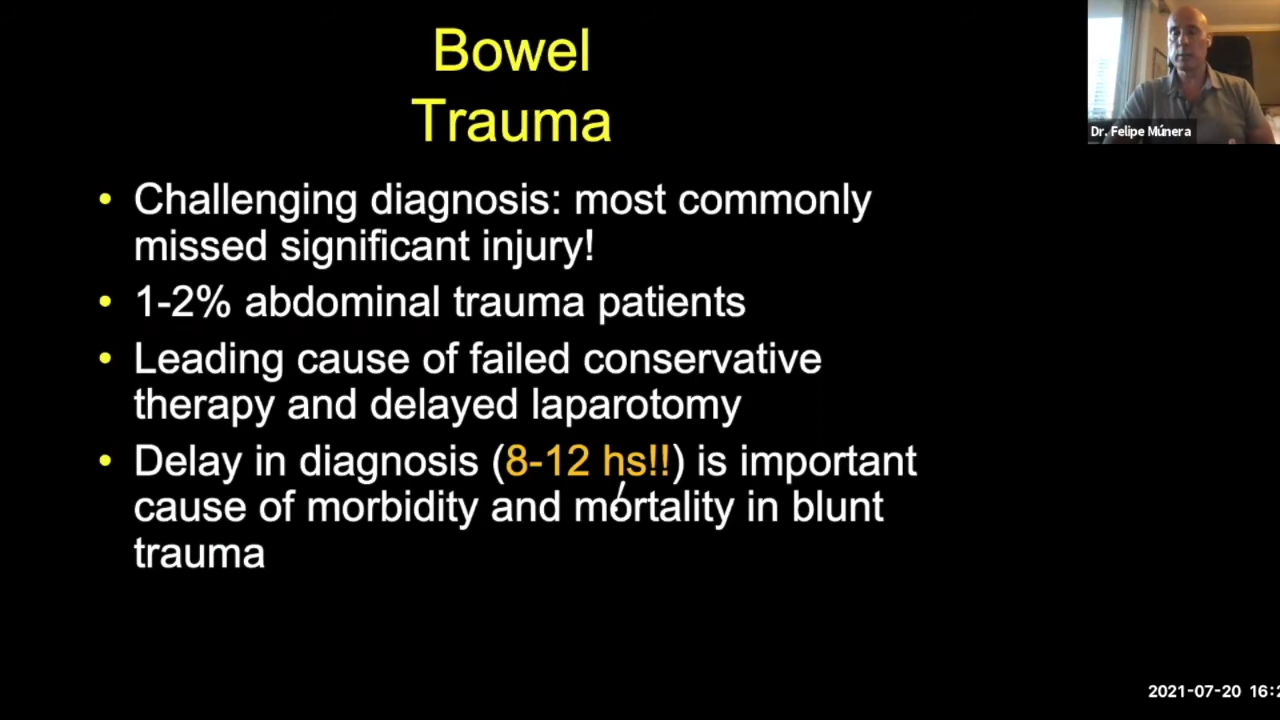 Bowel
Trauma
Dr. Felipe Múnera
• Challenging diagnosis: most commonly
missed significant injury!
• 1-2% abdominal trauma patients
• Leading cause of failed conservative
therapy and delayed laparotomy
• Delay in diagnosis (8-12 hs!!) is important
cause of morbidity and mortality in blunt
trauma
2021-07-20 16:2